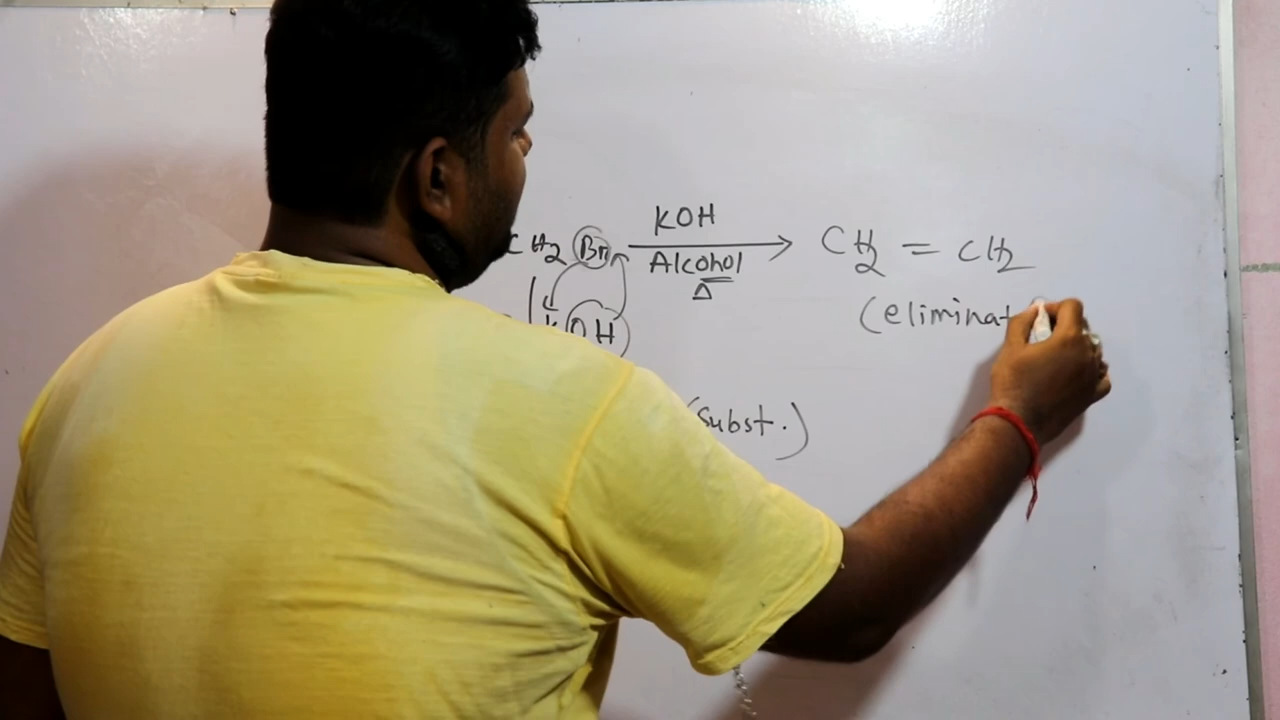 KOH
CH2 Br CH2 = CH2
Alcohol
Δ
(eliminat
K OH
(Subst.)